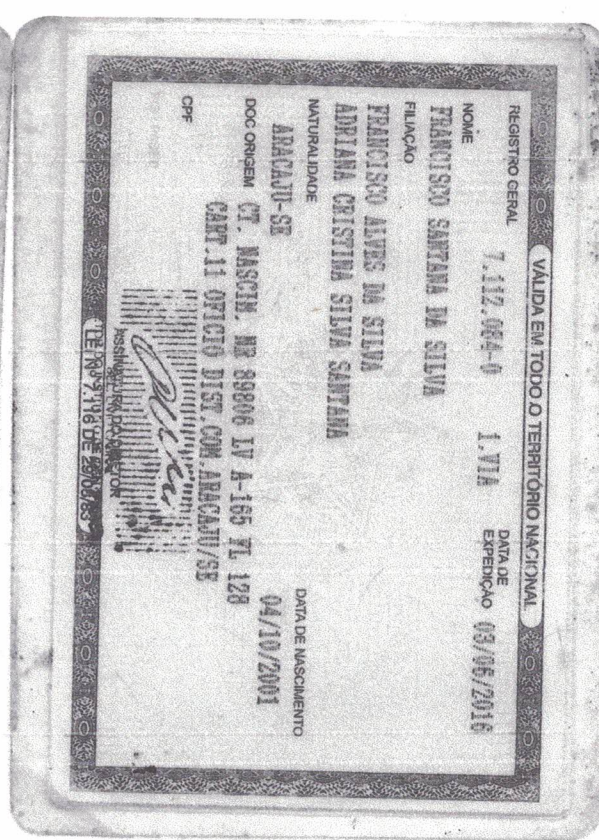 VÁLIDA EM TODO O TERRITÓRIO NACIONAL
REGISTRO GERAL 7.112.064-0 1.VIA DATA DE EXPEDIÇÃO 03/06/2016
NOME
FRANCISCO SANTANA DA SILVA
FILIAÇÃO
FRANCISCO ALVES DA SILVA
ADRIANA CRISTINA SILVA SANTANA
NATURALIDADE DATA DE NASCIMENTO
ARACAJU-SE 04/10/2001
DOC ORIGEM CT. NASCIM. NR 89806 LV A-165 FL 128
CART.11 OFICIO DIST COM.ARACAJU/SE
CPF
ASSINATURA DO DIRETOR
LEI Nº 7.116 DE 29/08/83